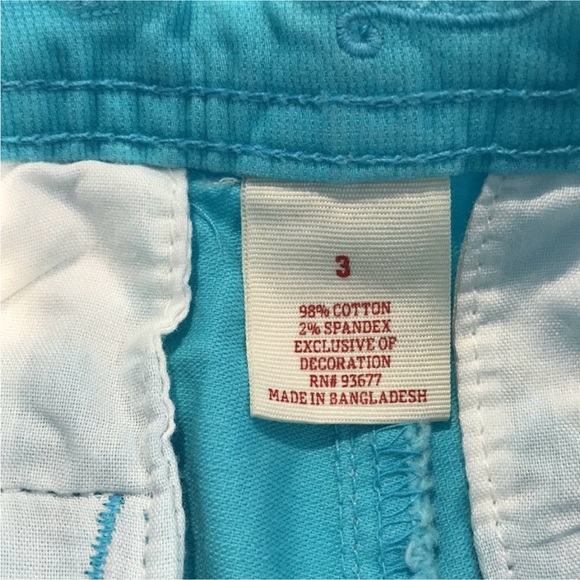 3
98% COTTON
2% SPANDEX
EXCLUSIVE OF
DECORATION
RN# 93677
MADE IN BANGLADESH